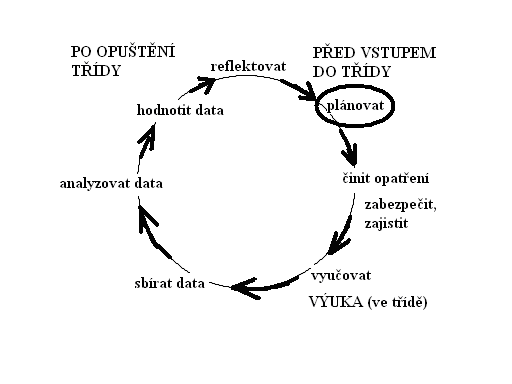 PO OPUŠTĚNÍ
TŘÍDY
reflektovat
PŘED VSTUPEM
DO TŘÍDY
plánovat
činit opatření
zabezpečit,
zajistit
vyučovat
VÝUKA (ve třídě)
sbírat data
analyzovat data
hodnotit data